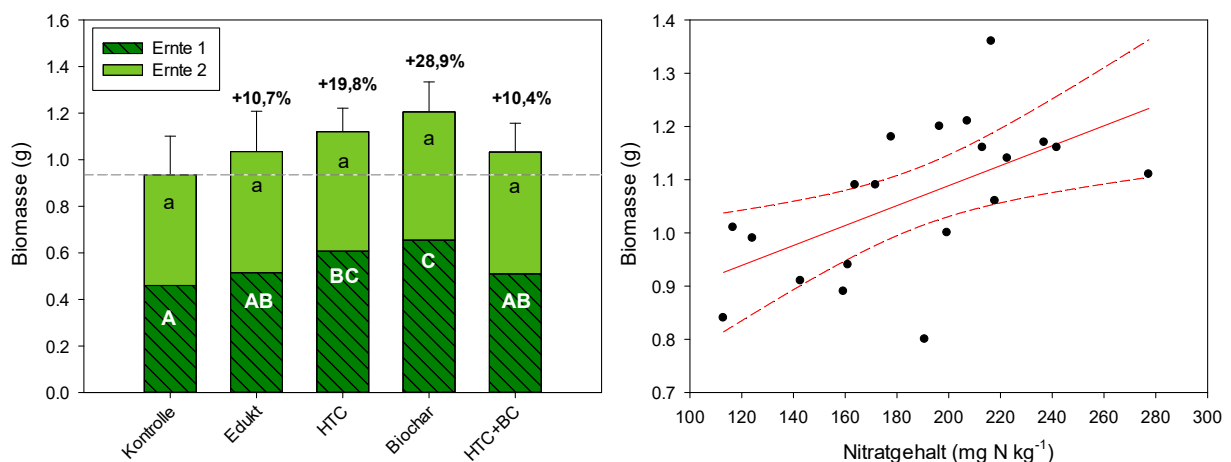 1.6
1.4
1.2
1.0
0.8
0.6
0.4
0.2
0.0
Biomasse (g)
Ernte 1
Ernte 2
+10,7%
+19,8%
+28,9%
+10,4%
a
a
a
a
a
A
AB
BC
C
AB
Kontrolle
Edukt
HTC
Biochar
HTC+BC
1.4
1.3
1.2
1.1
1.0
0.9
0.8
0.7
Biomasse (g)
100 120 140 160 180 200 220 240 260 280 300
Nitratgehalt (mg N kg⁻¹)